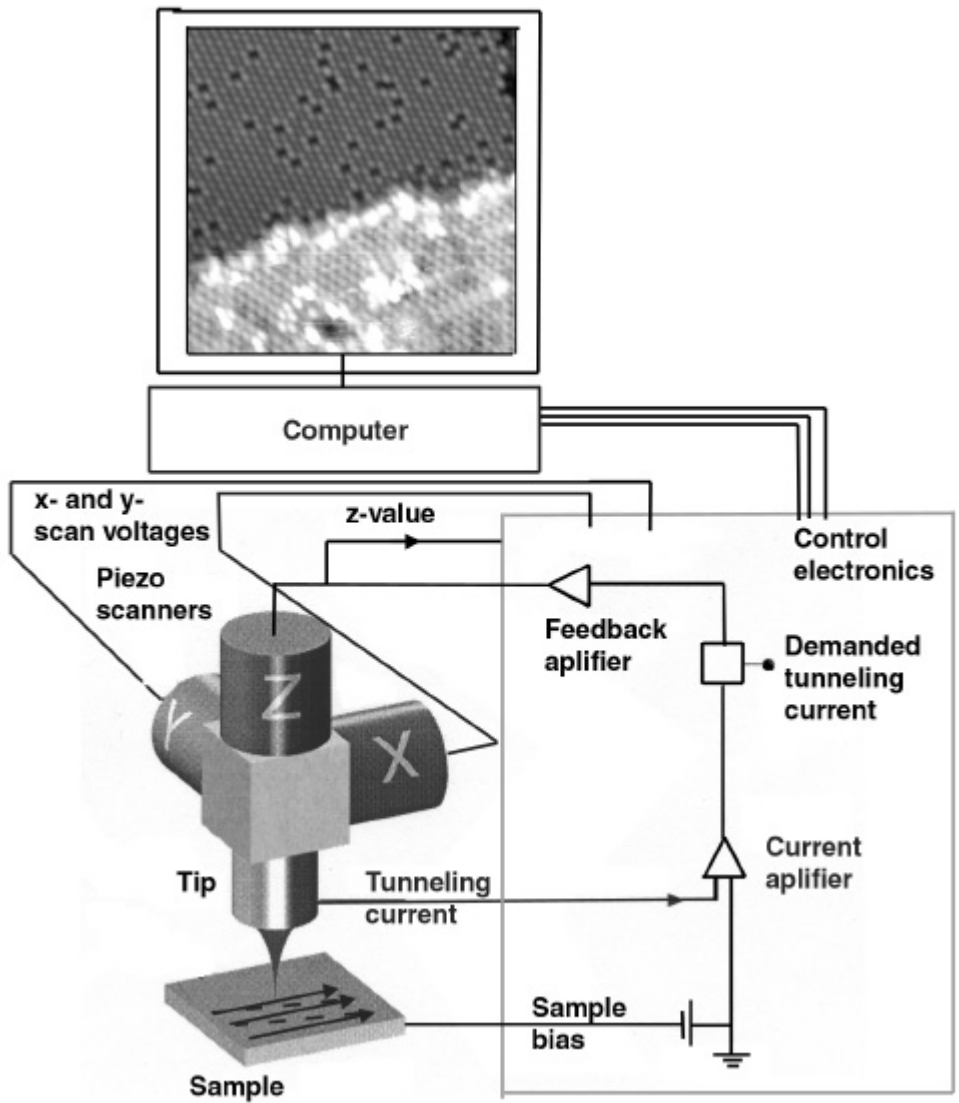 Computer
x- and y-
scan voltages
z-value
Control
electronics
Piezo
scanners
Feedback
aplifier
Demanded
tunneling
current
Z
Y
X
Current
aplifier
Tip
Tunneling
current
Sample
bias
Sample